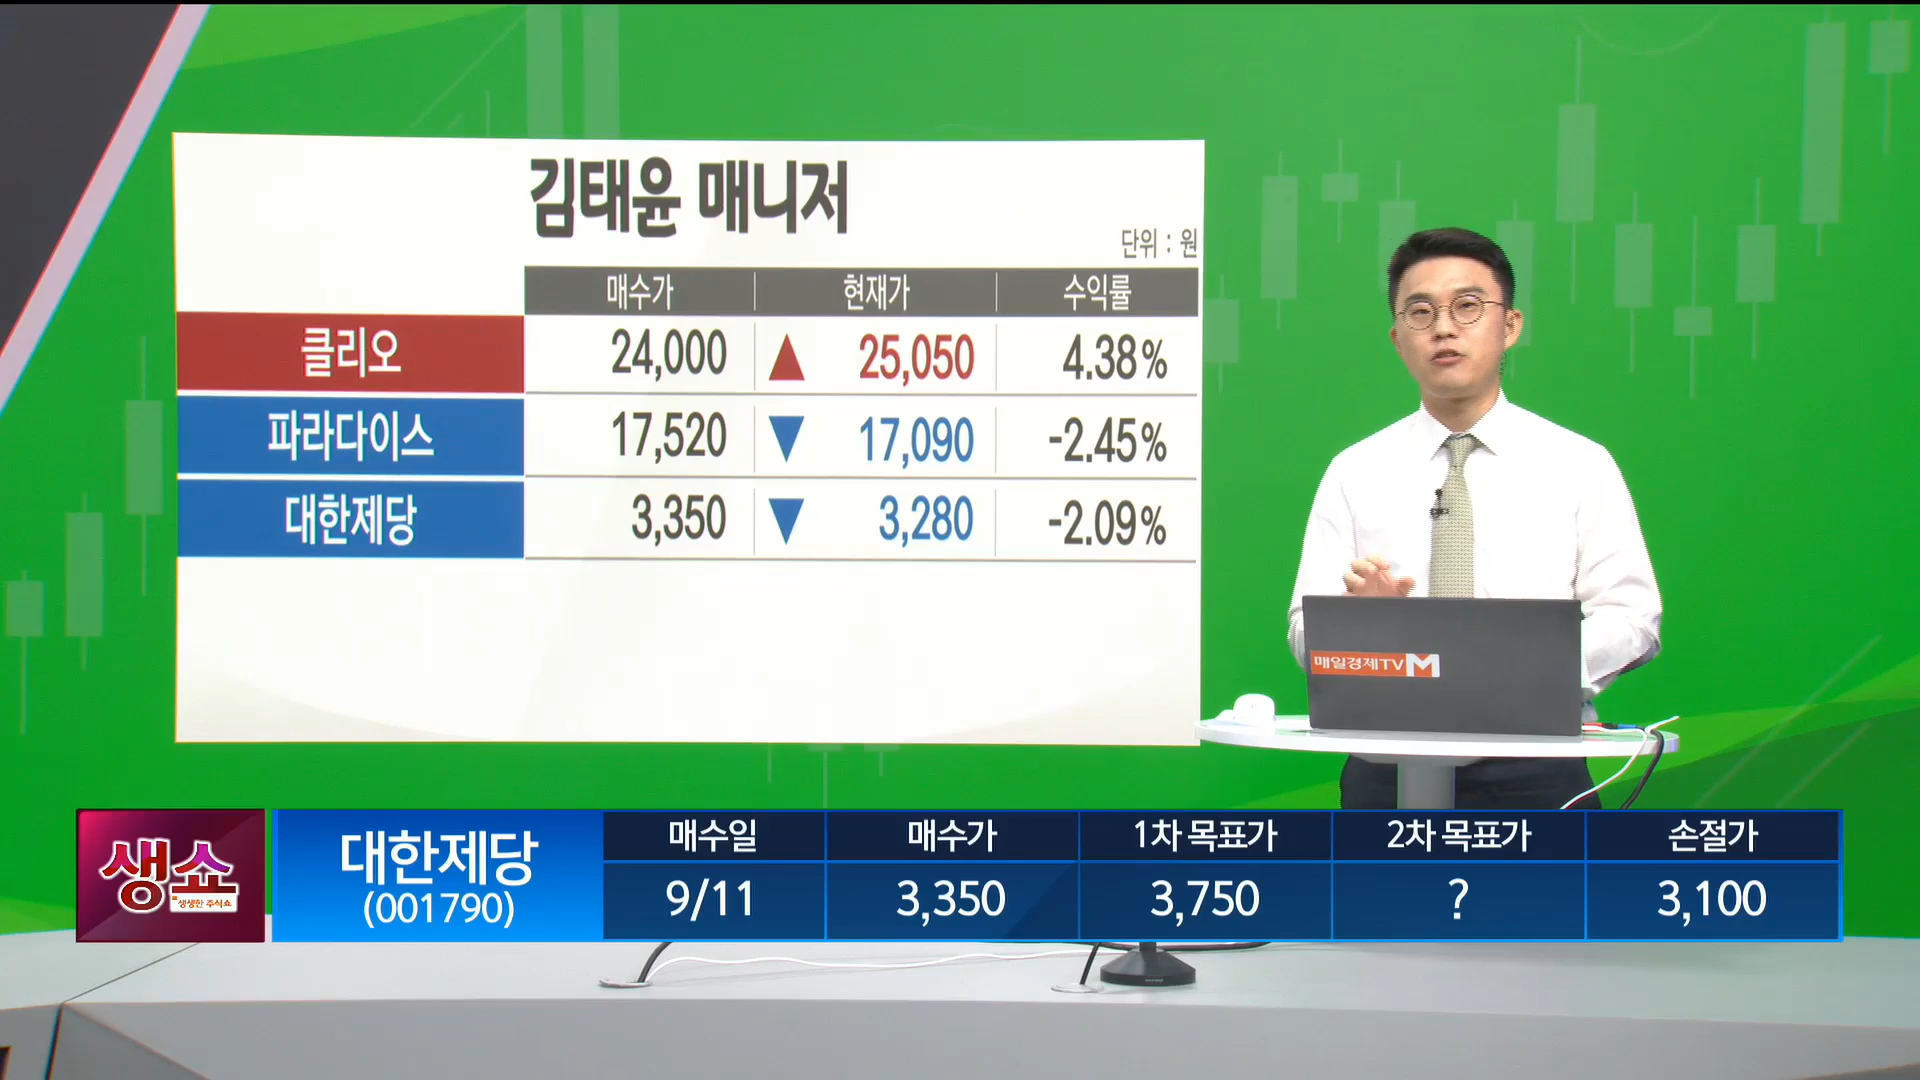 김태윤 매니저
단위 : 원
매수가 현재가 수익률
클리오 24,000 ▲ 25,050 4.38%
파라다이스 17,520 ▼ 17,090 -2.45%
대한제당 3,350 ▼ 3,280 -2.09%
매일경제TV M
생쇼
생생한 주식쇼
대한제당
(001790)
매수일 매수가 1차 목표가 2차 목표가 손절가
9/11 3,350 3,750 ? 3,100